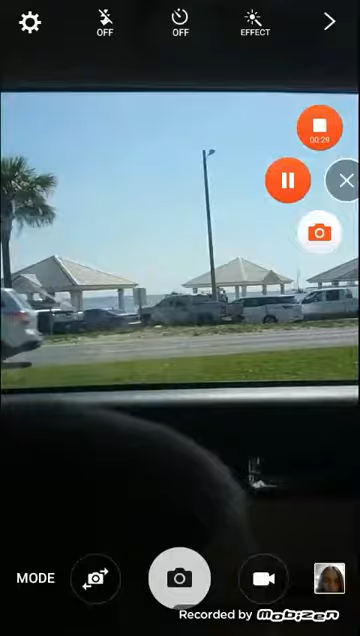 OFF
OFF
EFFECT
00:29
MODE
Recorded by Mobizen